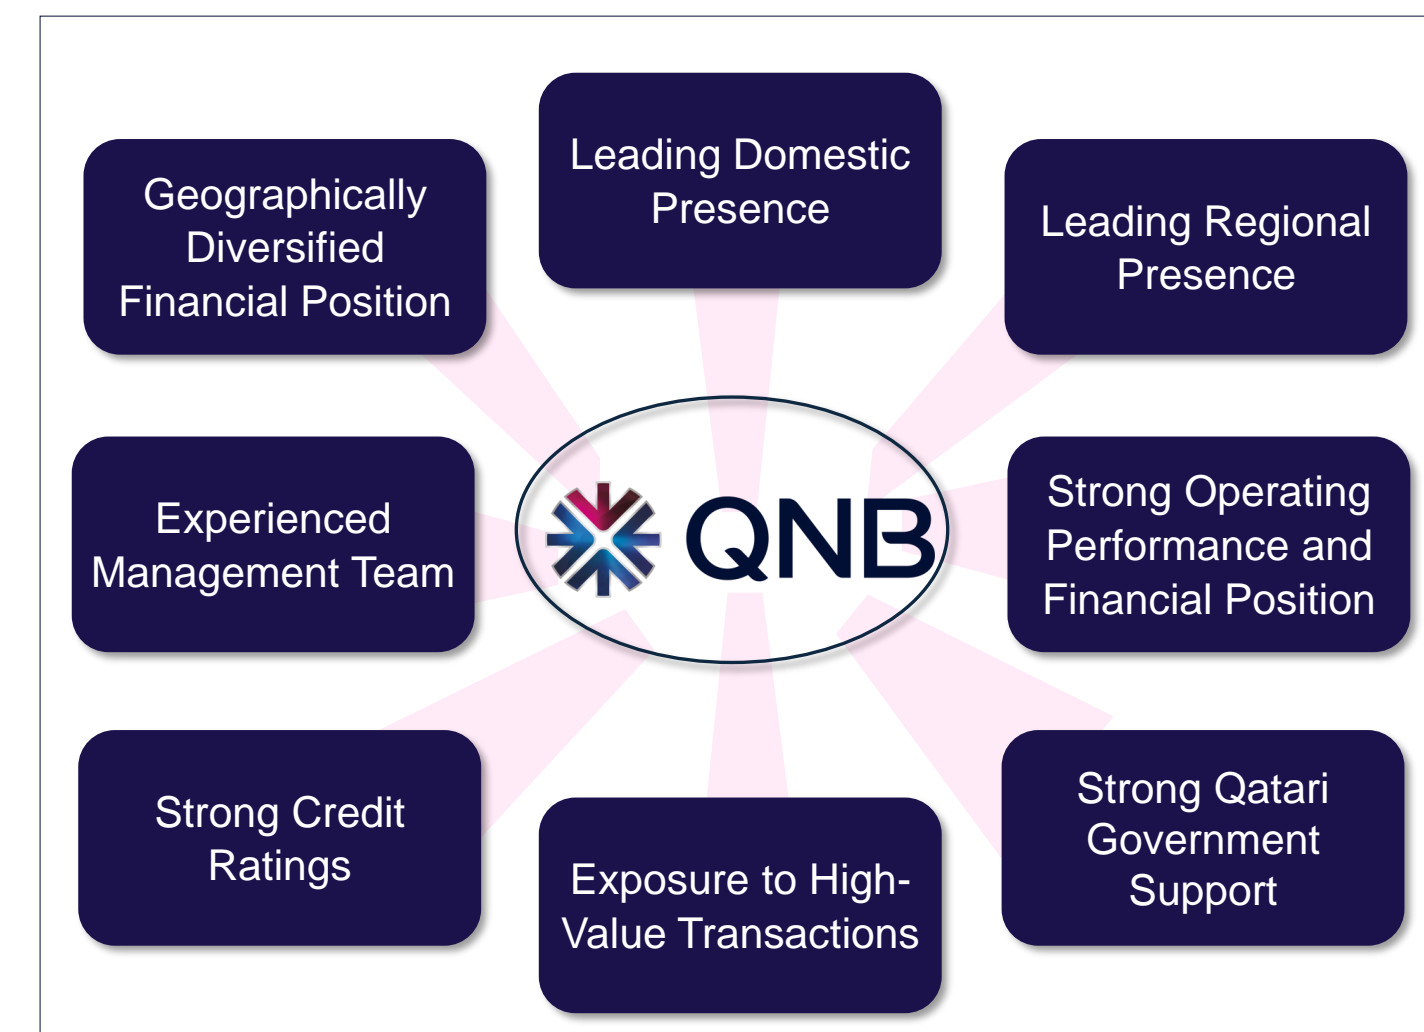 Leading Domestic
Presence
Geographically
Diversified
Financial Position
Leading Regional
Presence
Experienced
Management Team
QNB
Strong Operating
Performance and
Financial Position
Strong Credit
Ratings
Exposure to High-
Value Transactions
Strong Qatari
Government
Support